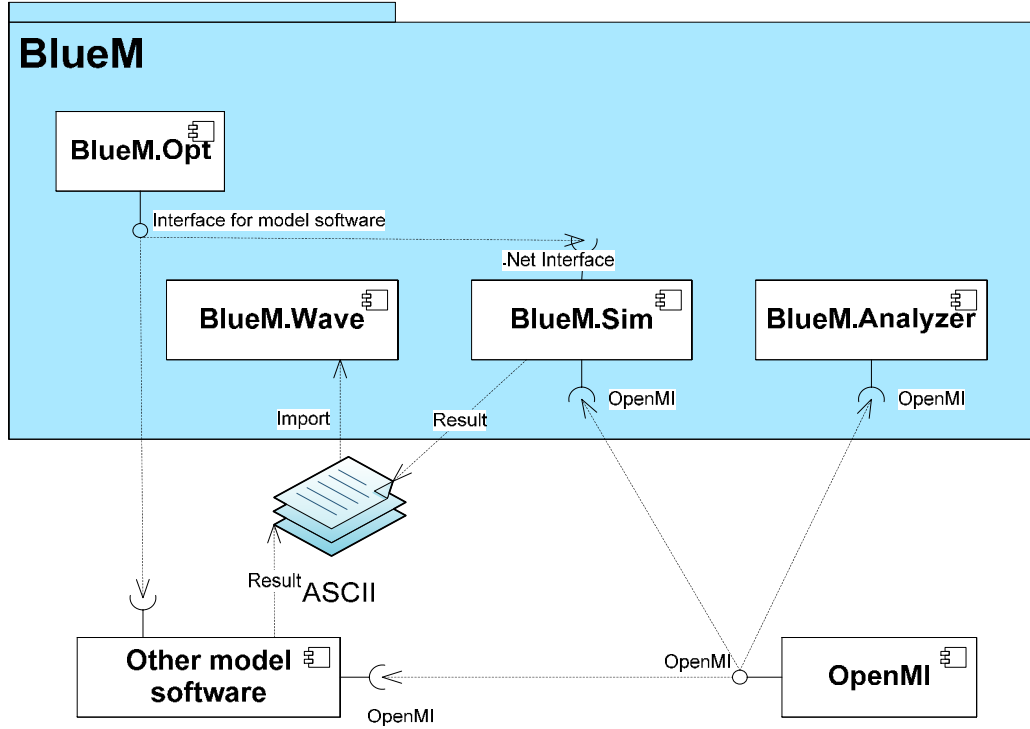 BlueM
BlueM.Opt
Interface for model software
.Net Interface
BlueM.Wave
BlueM.Sim
BlueM.Analyzer
OpenMI
OpenMI
Import
Result
Result
ASCII
Other model
software
OpenMI
OpenMI
OpenMI